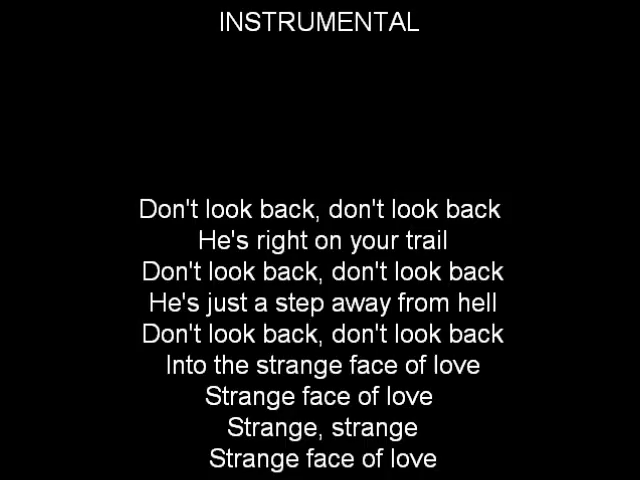 INSTRUMENTAL
Don't look back, don't look back
He's right on your trail
Don't look back, don't look back
He's just a step away from hell
Don't look back, don't look back
Into the strange face of love
Strange face of love
Strange, strange
Strange face of love